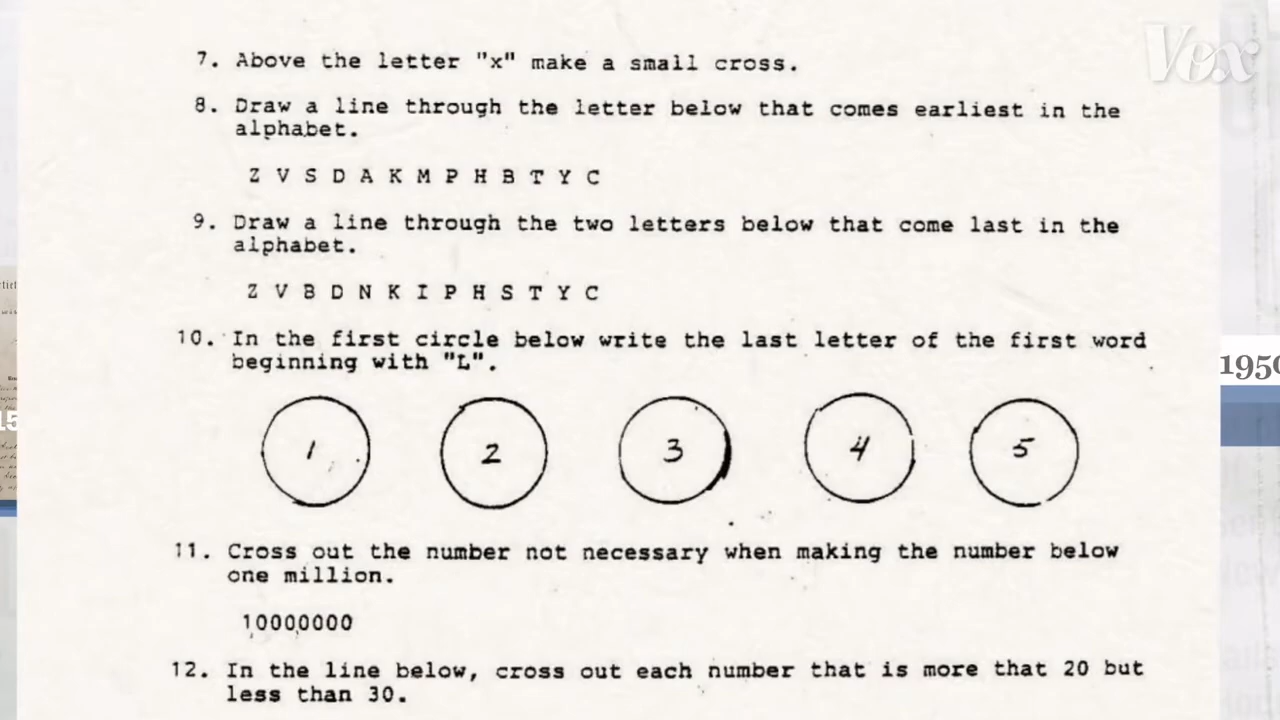 Vox
7. Above the letter "x" make a small cross.
8. Draw a line through the letter below that comes earliest in the
alphabet.
Z V S D A K M P H B T Y C
9. Draw a line through the two letters below that come last in the
alphabet.
Z V B D N K I P H S T Y C
10. In the first circle below write the last letter of the first word
beginning with "L".
1 2 3 4 5
11. Cross out the number not necessary when making the number below
one million.
10000000
12. In the line below, cross out each number that is more that 20 but
less than 30.
1950